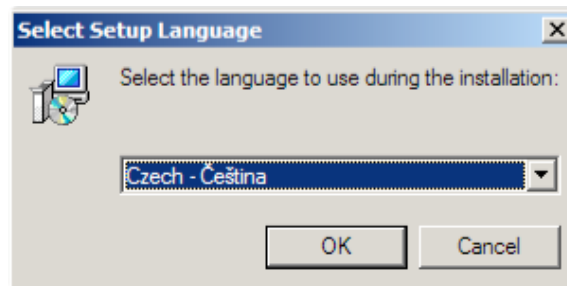 Select Setup Language
Select the language to use during the installation:
Czech - Čeština
OK Cancel